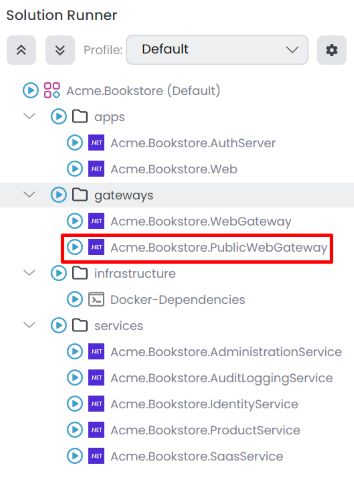 Solution Runner
Profile: Default
Acme.Bookstore (Default)
apps
.NET Acme.Bookstore.AuthServer
.NET Acme.Bookstore.Web
gateways
.NET Acme.Bookstore.WebGateway
.NET Acme.Bookstore.PublicWebGateway
infrastructure
Docker-Dependencies
services
.NET Acme.Bookstore.AdministrationService
.NET Acme.Bookstore.AuditLoggingService
.NET Acme.Bookstore.IdentityService
.NET Acme.Bookstore.ProductService
.NET Acme.Bookstore.SaasService